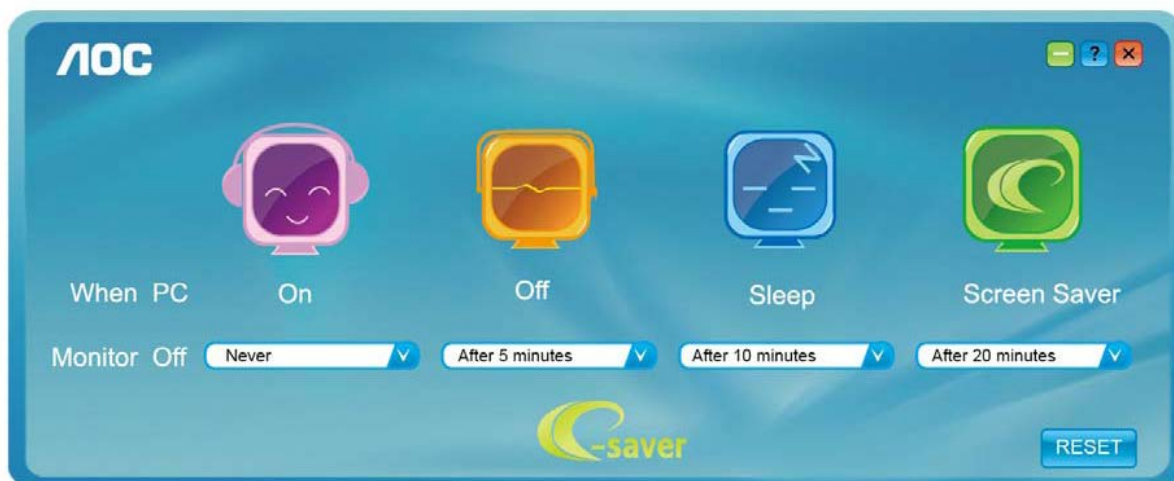 AOC
?
When PC On Off Sleep Screen Saver
Monitor Off Never After 5 minutes After 10 minutes After 20 minutes
e-saver
RESET